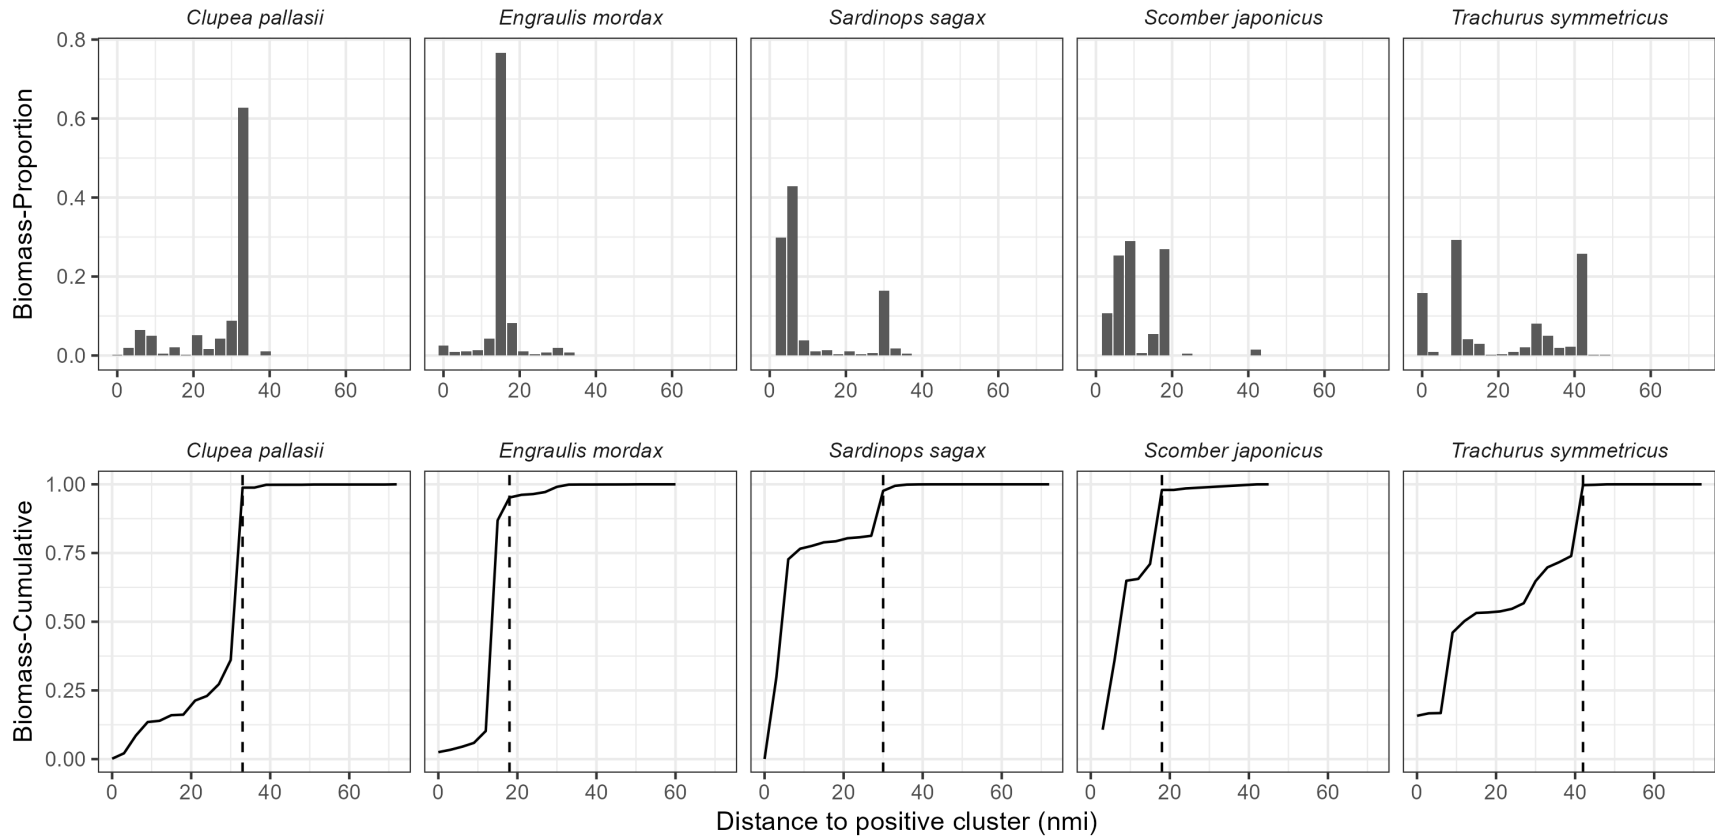 Clupea pallasii Engraulis mordax Sardinops sagax Scomber japonicus Trachurus symmetricus
Biomass-Proportion
0.8
0.6
0.4
0.2
0.0
0 20 40 60 0 20 40 60 0 20 40 60 0 20 40 60 0 20 40 60
Clupea pallasii Engraulis mordax Sardinops sagax Scomber japonicus Trachurus symmetricus
Biomass-Cumulative
1.00
0.75
0.50
0.25
0.00
0 20 40 60 0 20 40 60 0 20 40 60 0 20 40 60 0 20 40 60
Distance to positive cluster (nmi)